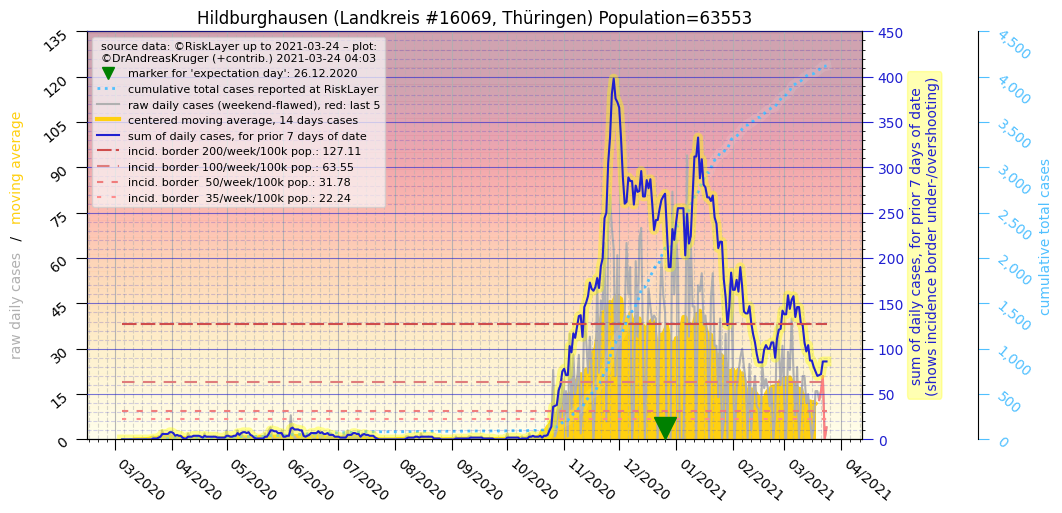 Hildburghausen (Landkreis #16069, Thüringen) Population=63553
source data: ©RiskLayer up to 2021-03-24 – plot:
©DrAndreasKruger (+contrib.) 2021-03-24 04:03
marker for 'expectation day': 26.12.2020
cumulative total cases reported at RiskLayer
raw daily cases (weekend-flawed), red: last 5
centered moving average, 14 days cases
sum of daily cases, for prior 7 days of date
incid. border 200/week/100k pop.: 127.11
incid. border 100/week/100k pop.: 63.55
incid. border  50/week/100k pop.: 31.78
incid. border  35/week/100k pop.: 22.24
raw daily cases / moving average
135
120
105
90
75
60
45
30
15
0
03/2020
04/2020
05/2020
06/2020
07/2020
08/2020
09/2020
10/2020
11/2020
12/2020
01/2021
02/2021
03/2021
04/2021
450
400
350
300
250
200
150
100
50
0
sum of daily cases, for prior 7 days of date
(shows incidence border under-/overshooting)
4,500
4,000
3,500
3,000
2,500
2,000
1,500
1,000
500
0
cumulative total cases